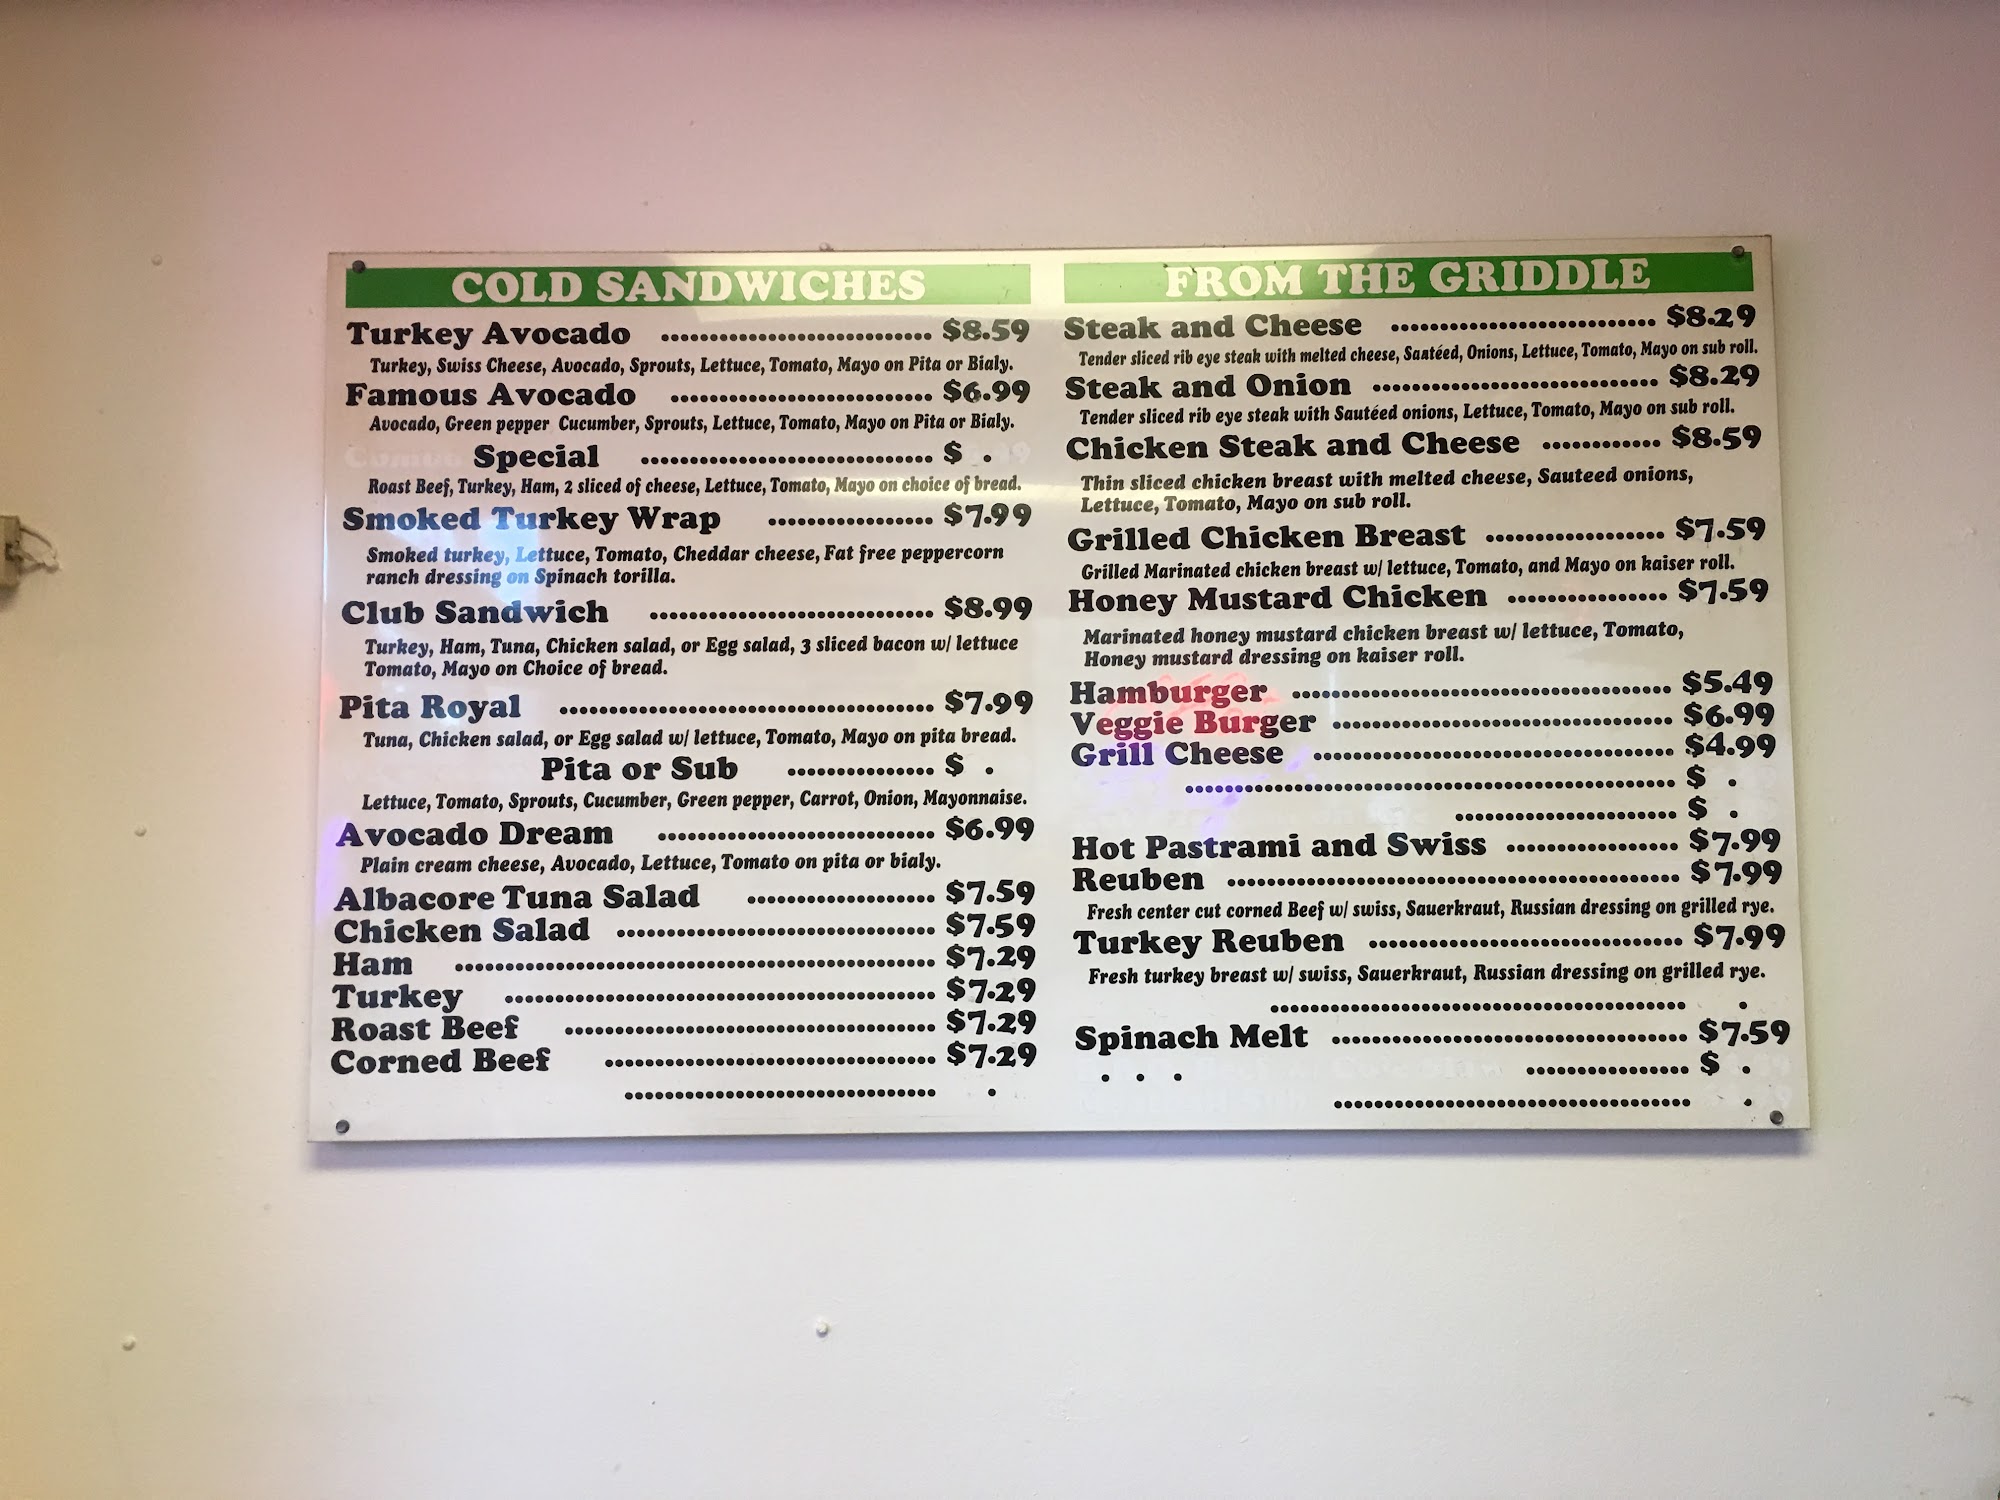 COLD SANDWICHES
Turkey Avocado ........................... $8.59
Turkey, Swiss Cheese, Avocado, Sprouts, Lettuce, Tomato, Mayo on Pita or Bialy.
Famous Avocado .......................... $6.99
Avocado, Green pepper Cucumber, Sprouts, Lettuce, Tomato, Mayo on Pita or Bialy.
Special ............................. $ .
Roast Beef, Turkey, Ham, 2 sliced of cheese, Lettuce, Tomato, Mayo on choice of bread.
Smoked Turkey Wrap ................ $7.99
Smoked turkey, Lettuce, Tomato, Cheddar cheese, Fat free peppercorn
ranch dressing on Spinach torilla.
Club Sandwich ............................ $8.99
Turkey, Ham, Tuna, Chicken salad, or Egg salad, 3 sliced bacon w/ lettuce
Tomato, Mayo on Choice of bread.
Pita Royal ..................................... $7.99
Tuna, Chicken salad, or Egg salad w/ lettuce, Tomato, Mayo on pita bread.
Pita or Sub ............... $ .
Lettuce, Tomato, Sprouts, Cucumber, Green pepper, Carrot, Onion, Mayonnaise.
Avocado Dream ........................... $6.99
Plain cream cheese, Avocado, Lettuce, Tomato on pita or bialy.
Albacore Tuna Salad ................... $7.59
Chicken Salad ................................ $7.59
Ham ................................................ $7.29
Turkey ........................................... $7.29
Roast Beef ..................................... $7.29
Corned Beef ................................. $7.29
............................... .
FROM THE GRIDDLE
Steak and Cheese .......................... $8.29
Tender sliced rib eye steak with melted cheese, Saatéed, Onions, Lettuce, Tomato, Mayo on sub roll.
Steak and Onion ............................ $8.29
Tender sliced rib eye steak with Sautéed onions, Lettuce, Tomato, Mayo on sub roll.
Chicken Steak and Cheese ............ $8.59
Thin sliced chicken breast with melted cheese, Sauteed onions,
Lettuce, Tomato, Mayo on sub roll.
Grilled Chicken Breast .................. $7.59
Grilled Marinated chicken breast w/ lettuce, Tomato, and Mayo on kaiser roll.
Honey Mustard Chicken ................ $7.59
Marinated honey mustard chicken breast w/ lettuce, Tomato,
Honey mustard dressing on kaiser roll.
Hamburger ...................................... $5.49
Veggie Burger .................................. $6.99
Grill Cheese .................................... $4.99
................................................. $ .
...................... $ .
Hot Pastrami and Swiss ................. $7.99
Reuben ............................................. $7.99
Fresh center cut corned Beef w/ swiss, Sauerkraut, Russian dressing on grilled rye.
Turkey Reuben ............................... $7.99
Fresh turkey breast w/ swiss, Sauerkraut, Russian dressing on grilled rye.
......................................... .
Spinach Melt ................................... $7.59
. . . ................ $ .
................................... .